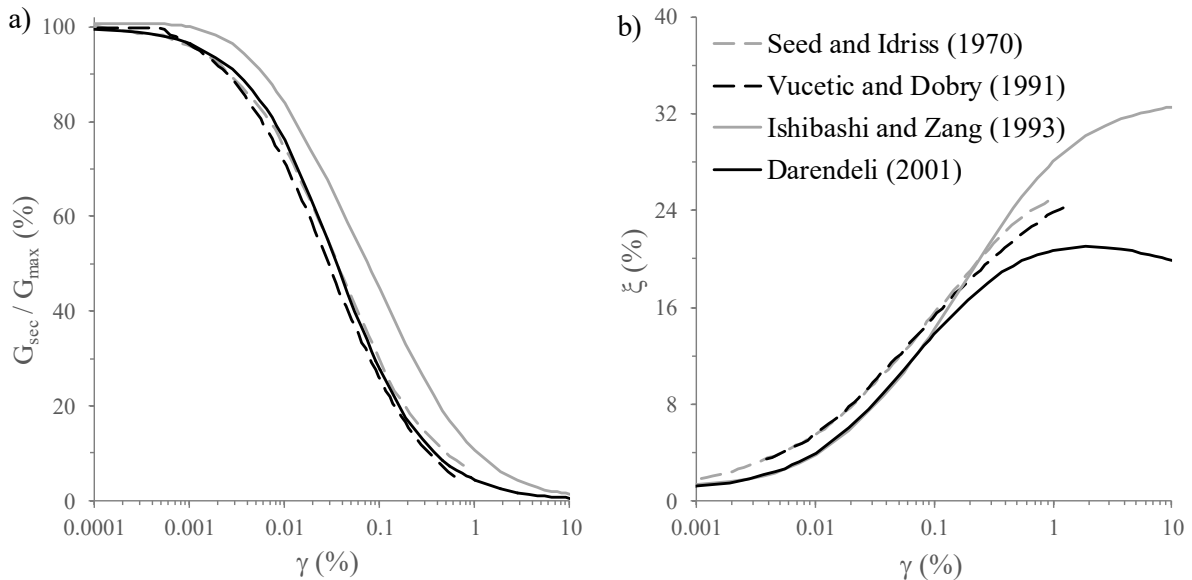 a)
100
80
60
40
20
0
G_sec / G_max (%)
0.0001
0.001
0.01
0.1
1
10
γ (%)
b)
40
32
24
16
8
0
ξ (%)
Seed and Idriss (1970)
Vucetic and Dobry (1991)
Ishibashi and Zang (1993)
Darendeli (2001)
0.001
0.01
0.1
1
10
γ (%)